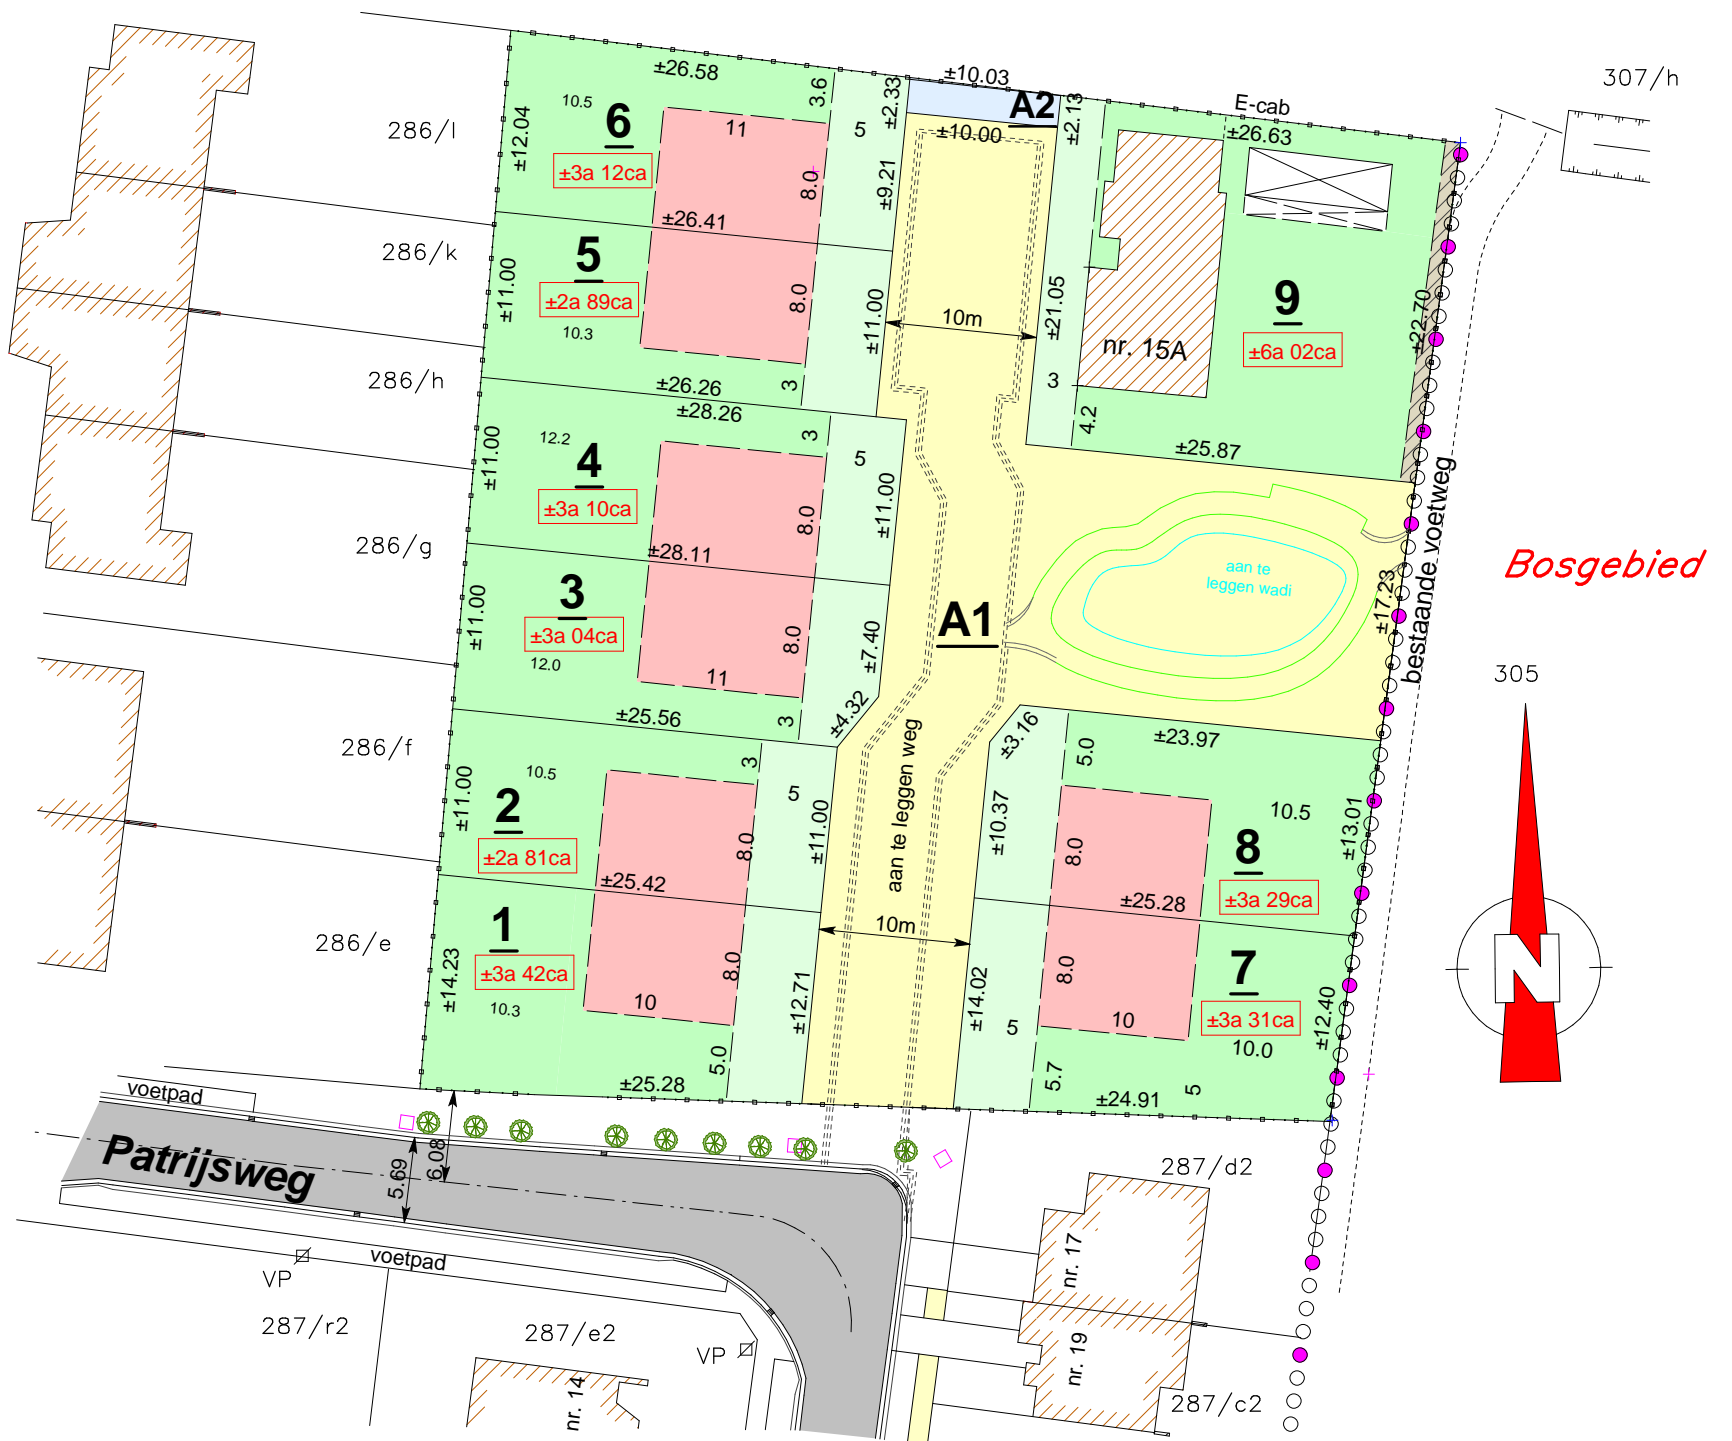 ±26.58
±10.03
307/h
E-cab
±26.63
10.5
6
11
3.6
5
±2.33
A2
±10.00
±2.13
286/l
±12.04
±3a 12ca
8.0
±9.21
±26.41
286/k
5
±2a 89ca
10.3
±11.00
8.0
±11.00
10m
±21.05
nr. 15A
9
±6a 02ca
±22.70
286/h
±26.26
3
3
4.2
±28.26
±25.87
12.2
4
±3a 10ca
±11.00
3
5
8.0
±11.00
bestaande voetweg
Bosgebied
286/g
±28.11
aan te
leggen wadi
±17.23
3
±3a 04ca
12.0
±11.00
8.0
±7.40
A1
11
305
±25.56
3
±4.32
±3.16
±23.97
286/f
10.5
2
±2a 81ca
±11.00
3
5
8.0
±11.00
aan te leggen weg
5.0
±10.37
8.0
10.5
8
±3a 29ca
±13.01
±25.42
±25.28
286/e
1
±3a 42ca
10.3
±14.23
10
8.0
±12.71
10m
±14.02
8.0
7
±3a 31ca
10.0
±12.40
N
5
10
5.0
5.7
5
±25.28
±24.91
voetpad
Patrijsweg
5.69
6.08
287/d2
voetpad
VP
nr. 17
287/r2
287/e2
VP
nr. 19
nr. 14
287/c2